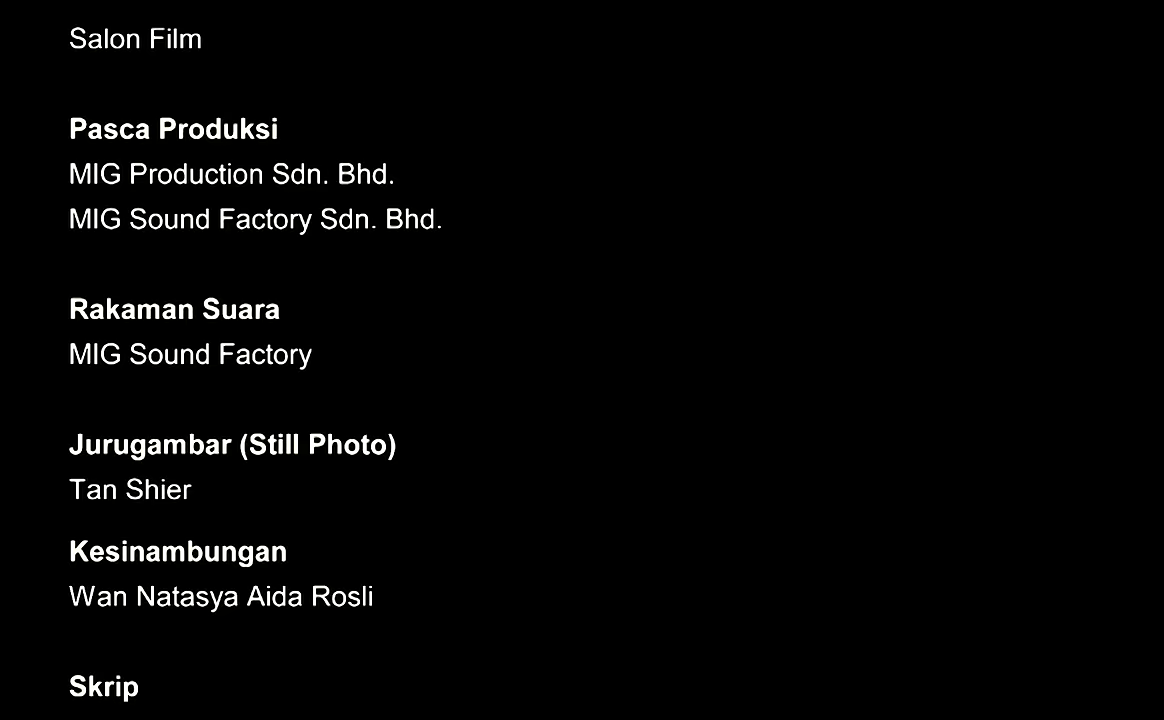 Salon Film
Pasca Produksi
MIG Production Sdn. Bhd.
MIG Sound Factory Sdn. Bhd.
Rakaman Suara
MIG Sound Factory
Jurugambar (Still Photo)
Tan Shier
Kesinambungan
Wan Natasya Aida Rosli
Skrip